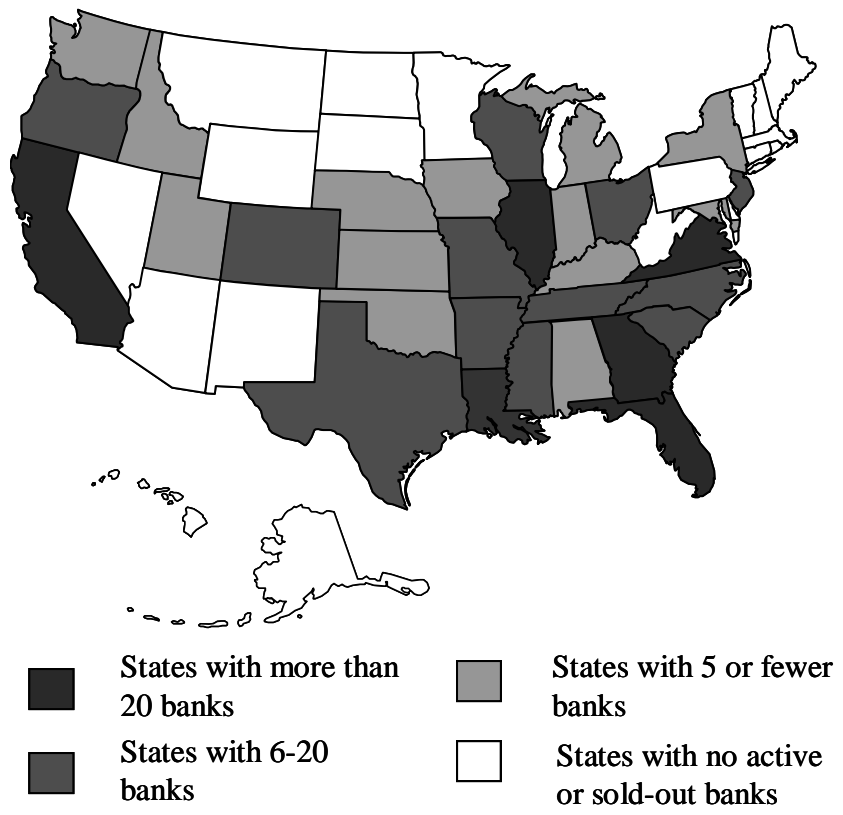 States with more than
20 banks
States with 6-20
banks
States with 5 or fewer
banks
States with no active
or sold-out banks